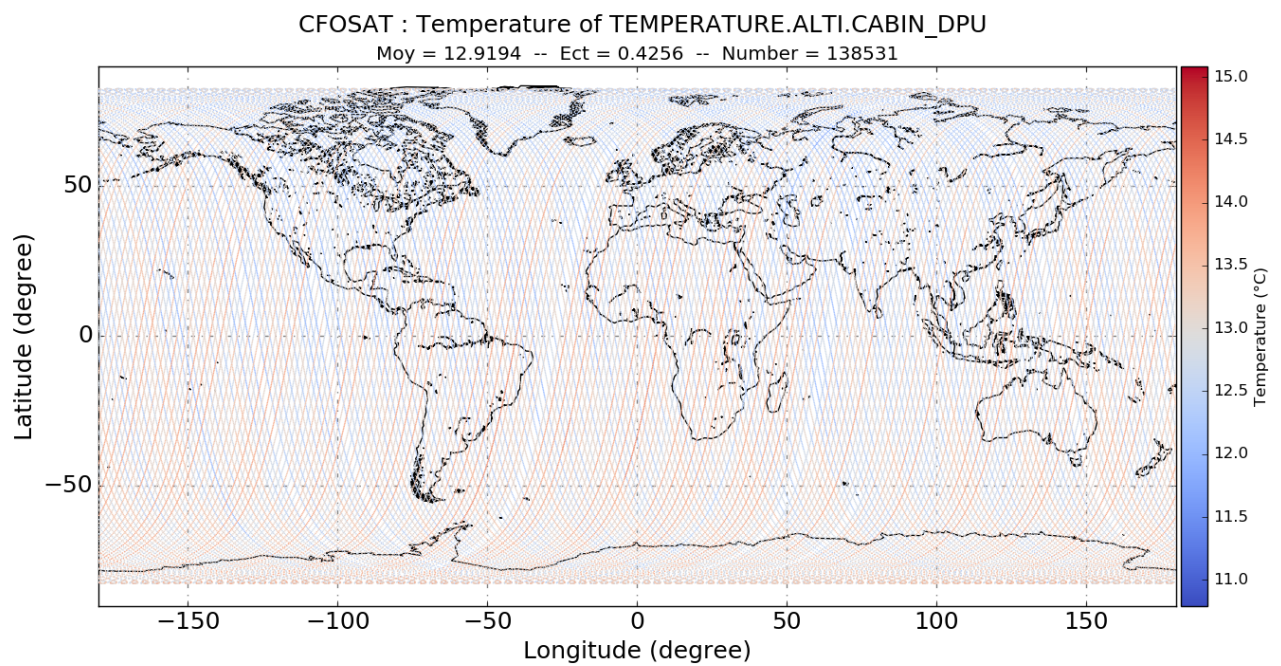 CFOSAT : Temperature of TEMPERATURE.ALTI.CABIN_DPU
Moy = 12.9194 -- Ect = 0.4256 -- Number = 138531
50
0
−50
Latitude (degree)
−150 −100 −50 0 50 100 150
Longitude (degree)
15.0
14.5
14.0
13.5
13.0
12.5
12.0
11.5
11.0
Temperature (°C)